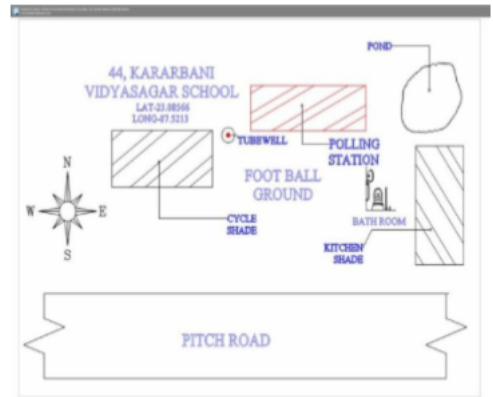 POND
44, KARARBANI
VIDYASAGAR SCHOOL
LAT-23.08566
LONG-87.5213
TUBEWELL
POLLING
STATION
FOOT BALL
GROUND
N
W
E
S
CYCLE
SHADE
BATH ROOM
KITCHEN
SHADE
PITCH ROAD